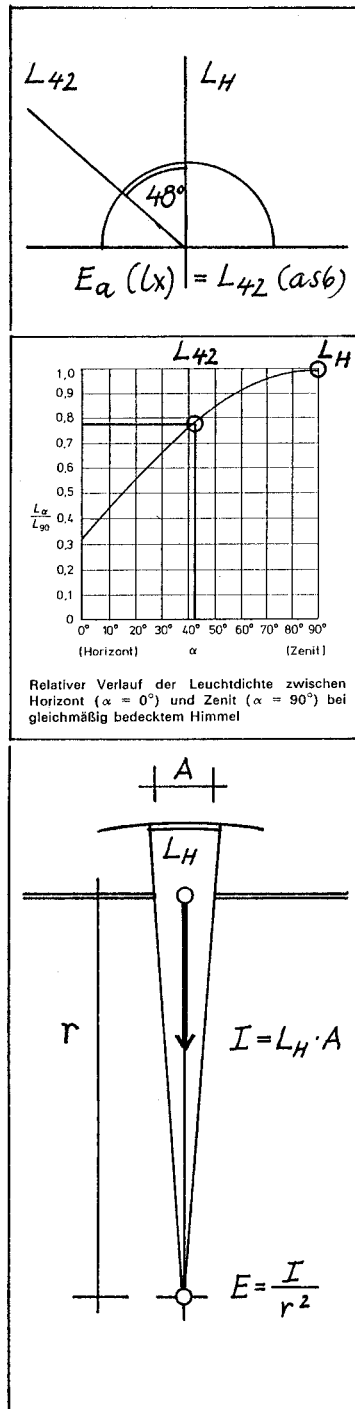 L42 LH
48°
Ea (lx) = L42 (asb)
L42 LH
1,0
0,9
0,8
0,7
0,6
0,5
Lα
L90
0,4
0,3
0,2
0,1
0
0° 10° 20° 30° 40° 50° 60° 70° 80° 90°
(Horizont) α (Zenit)
Relativer Verlauf der Leuchtdichte zwischen
Horizont (α = 0°) und Zenit (α = 90°) bei
gleichmäßig bedecktem Himmel
A
LH
r
I = LH · A
E = I
r²